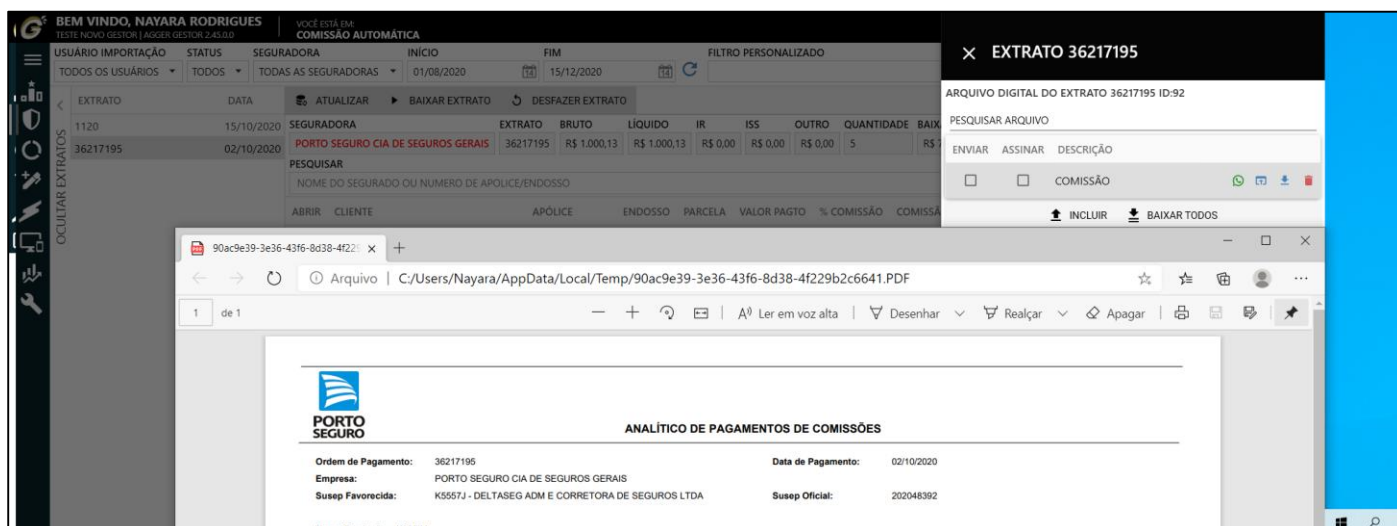 BEM VINDO, NAYARA RODRIGUES
TESTE NOVO GESTOR | AGGER GESTOR 2.45.0.0
VOCÊ ESTÁ EM:
COMISSÃO AUTOMÁTICA
USUÁRIO IMPORTAÇÃO STATUS SEGURADORA INÍCIO FIM FILTRO PERSONALIZADO
TODOS OS USUÁRIOS TODOS TODAS AS SEGURADORAS 01/08/2020 15/12/2020
EXTRATO DATA
1120 15/10/2020
36217195 02/10/2020
OCULTAR EXTRATOS
ATUALIZAR BAIXAR EXTRATO DESFAZER EXTRATO
SEGURADORA EXTRATO BRUTO LÍQUIDO IR ISS OUTRO QUANTIDADE BAIX
PORTO SEGURO CIA DE SEGUROS GERAIS 36217195 R$ 1.000,13 R$ 1.000,13 R$ 0,00 R$ 0,00 R$ 0,00 5 R$
PESQUISAR
NOME DO SEGURADO OU NUMERO DE APOLICE/ENDOSSO
ABRIR CLIENTE APÓLICE ENDOSSO PARCELA VALOR PAGTO % COMISSÃO COMISSÃ
EXTRATO 36217195
ARQUIVO DIGITAL DO EXTRATO 36217195 ID:92
PESQUISAR ARQUIVO
ENVIAR ASSINAR DESCRIÇÃO
COMISSÃO
INCLUIR BAIXAR TODOS
90ac9e39-3e36-43f6-8d38-4f229
Arquivo | C:/Users/Nayara/AppData/Local/Temp/90ac9e39-3e36-43f6-8d38-4f229b2c6641.PDF
1 de 1 Ler em voz alta Desenhar Realçar Apagar
PORTO
SEGURO
ANALÍTICO DE PAGAMENTOS DE COMISSÕES
Ordem de Pagamento: 36217195 Data de Pagamento: 02/10/2020
Empresa: PORTO SEGURO CIA DE SEGUROS GERAIS
Susep Favorecida: K5557J - DELTASEG ADM E CORRETORA DE SEGUROS LTDA Susep Oficial: 202048392